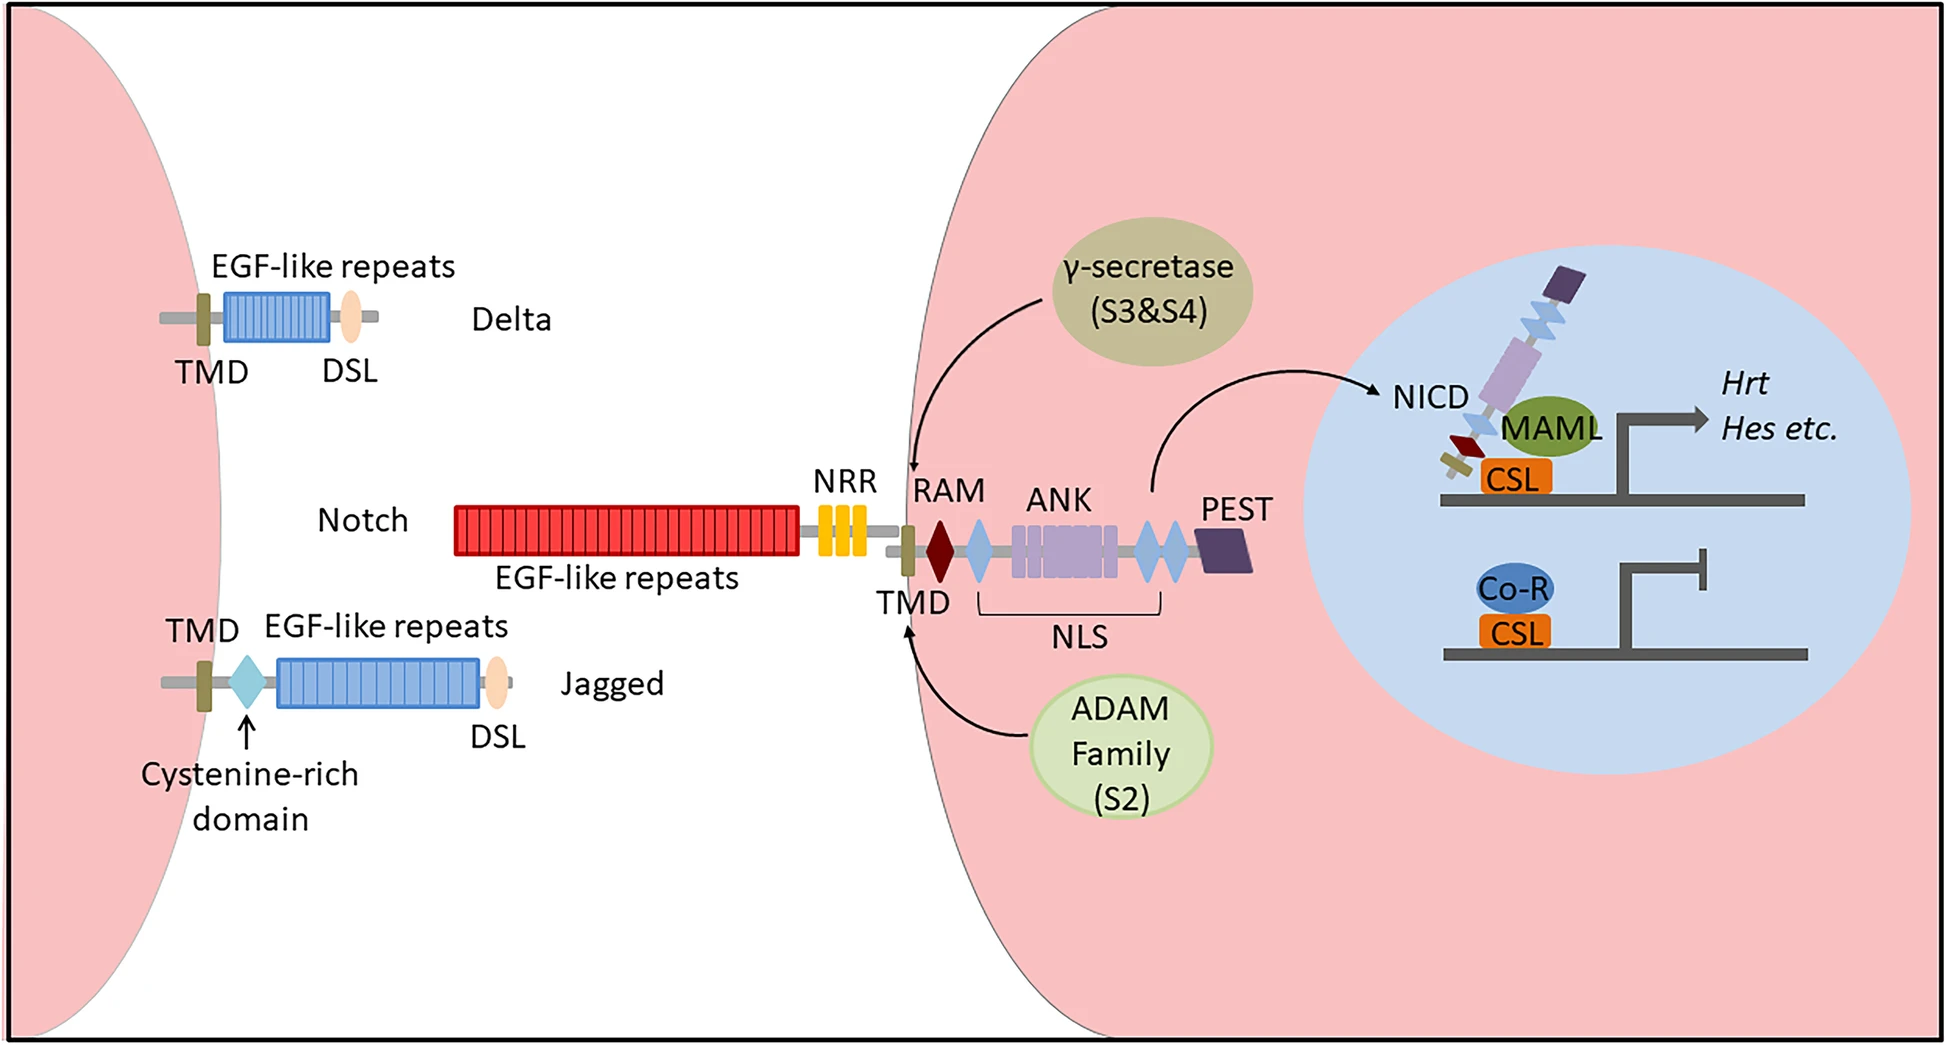 EGF-like repeats
Delta
TMD
DSL
Notch
EGF-like repeats
NRR
TMD
EGF-like repeats
Jagged
DSL
Cystenine-rich
domain
γ-secretase
(S3&S4)
RAM
ANK
PEST
TMD
NLS
ADAM
Family
(S2)
NICD
MAML
CSL
Hrt
Hes etc.
Co-R
CSL